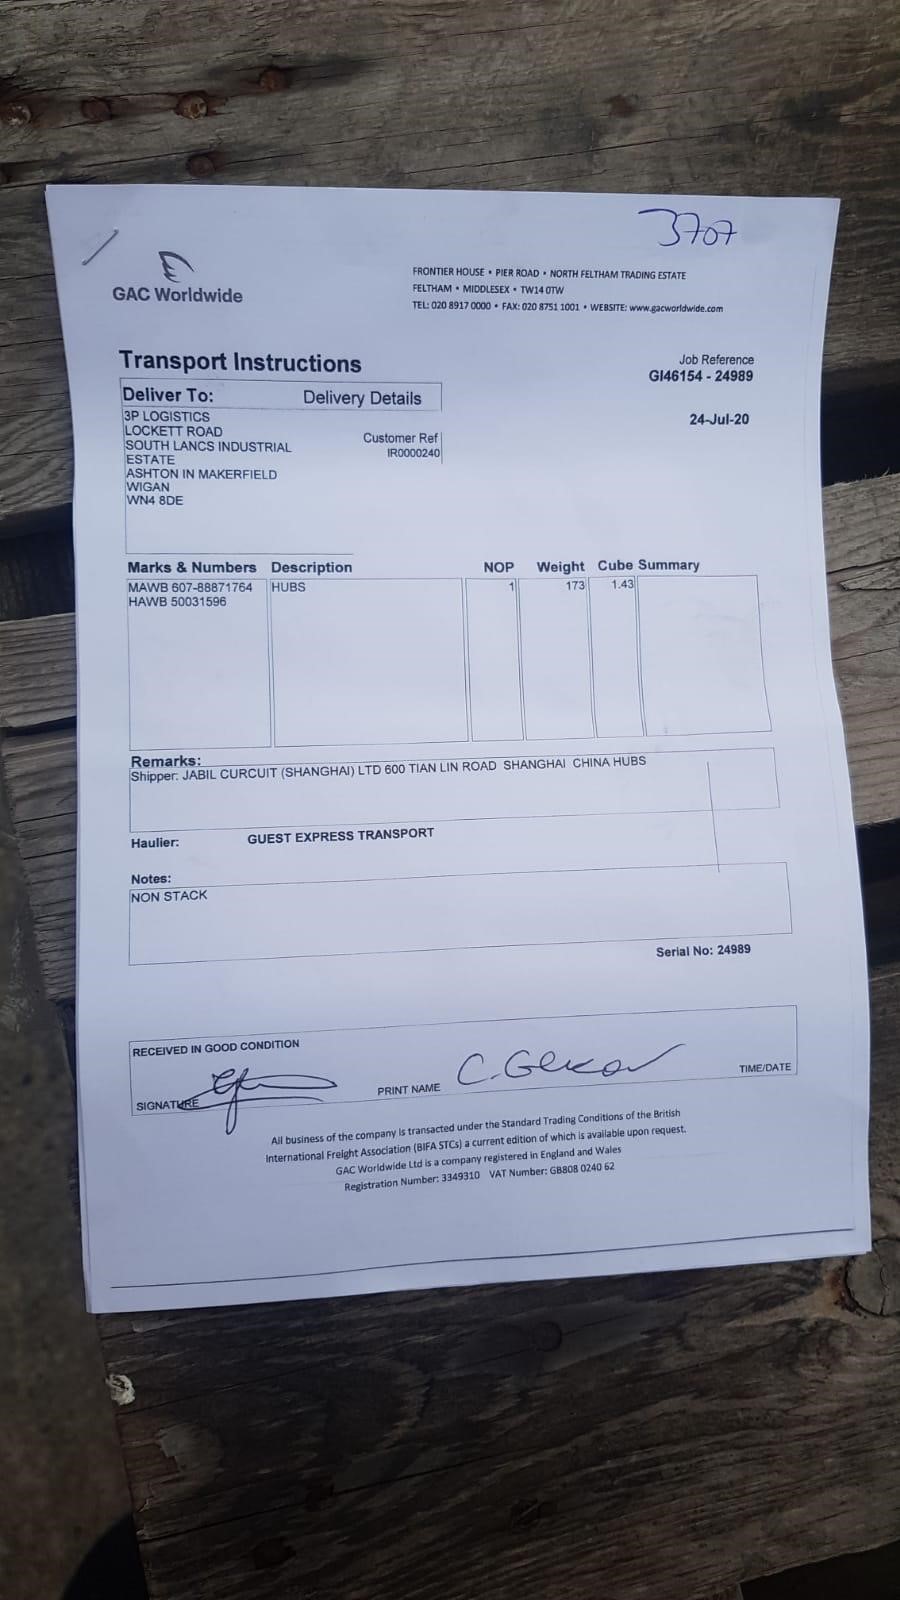 3707
GAC Worldwide
FRONTIER HOUSE • PIER ROAD • NORTH FELTHAM TRADING ESTATE
FELTHAM • MIDDLESEX • TW14 0TW
TEL: 020 8917 0000 • FAX: 020 8751 1001 • WEBSITE: www.gacworldwide.com
Transport Instructions
Job Reference
GI46154 - 24989
Deliver To: Delivery Details
24-Jul-20
3P LOGISTICS
LOCKETT ROAD
SOUTH LANCS INDUSTRIAL
ESTATE
ASHTON IN MAKERFIELD
WIGAN
WN4 8DE
Customer Ref
IR0000240
Marks & Numbers Description NOP Weight Cube Summary
MAWB 607-88871764 HUBS 1 173 1.43
HAWB 50031596
Remarks:
Shipper: JABIL CURCUIT (SHANGHAI) LTD 600 TIAN LIN ROAD SHANGHAI CHINA HUBS
Haulier: GUEST EXPRESS TRANSPORT
Notes:
NON STACK
Serial No: 24989
RECEIVED IN GOOD CONDITION
SIGNATURE PRINT NAME C. TIME/DATE
All business of the company is transacted under the Standard Trading Conditions of the British
International Freight Association (BIFA STCs) a current edition of which is available upon request.
GAC Worldwide Ltd is a company registered in England and Wales
Registration Number: 3349310 VAT Number: GB808 0240 62